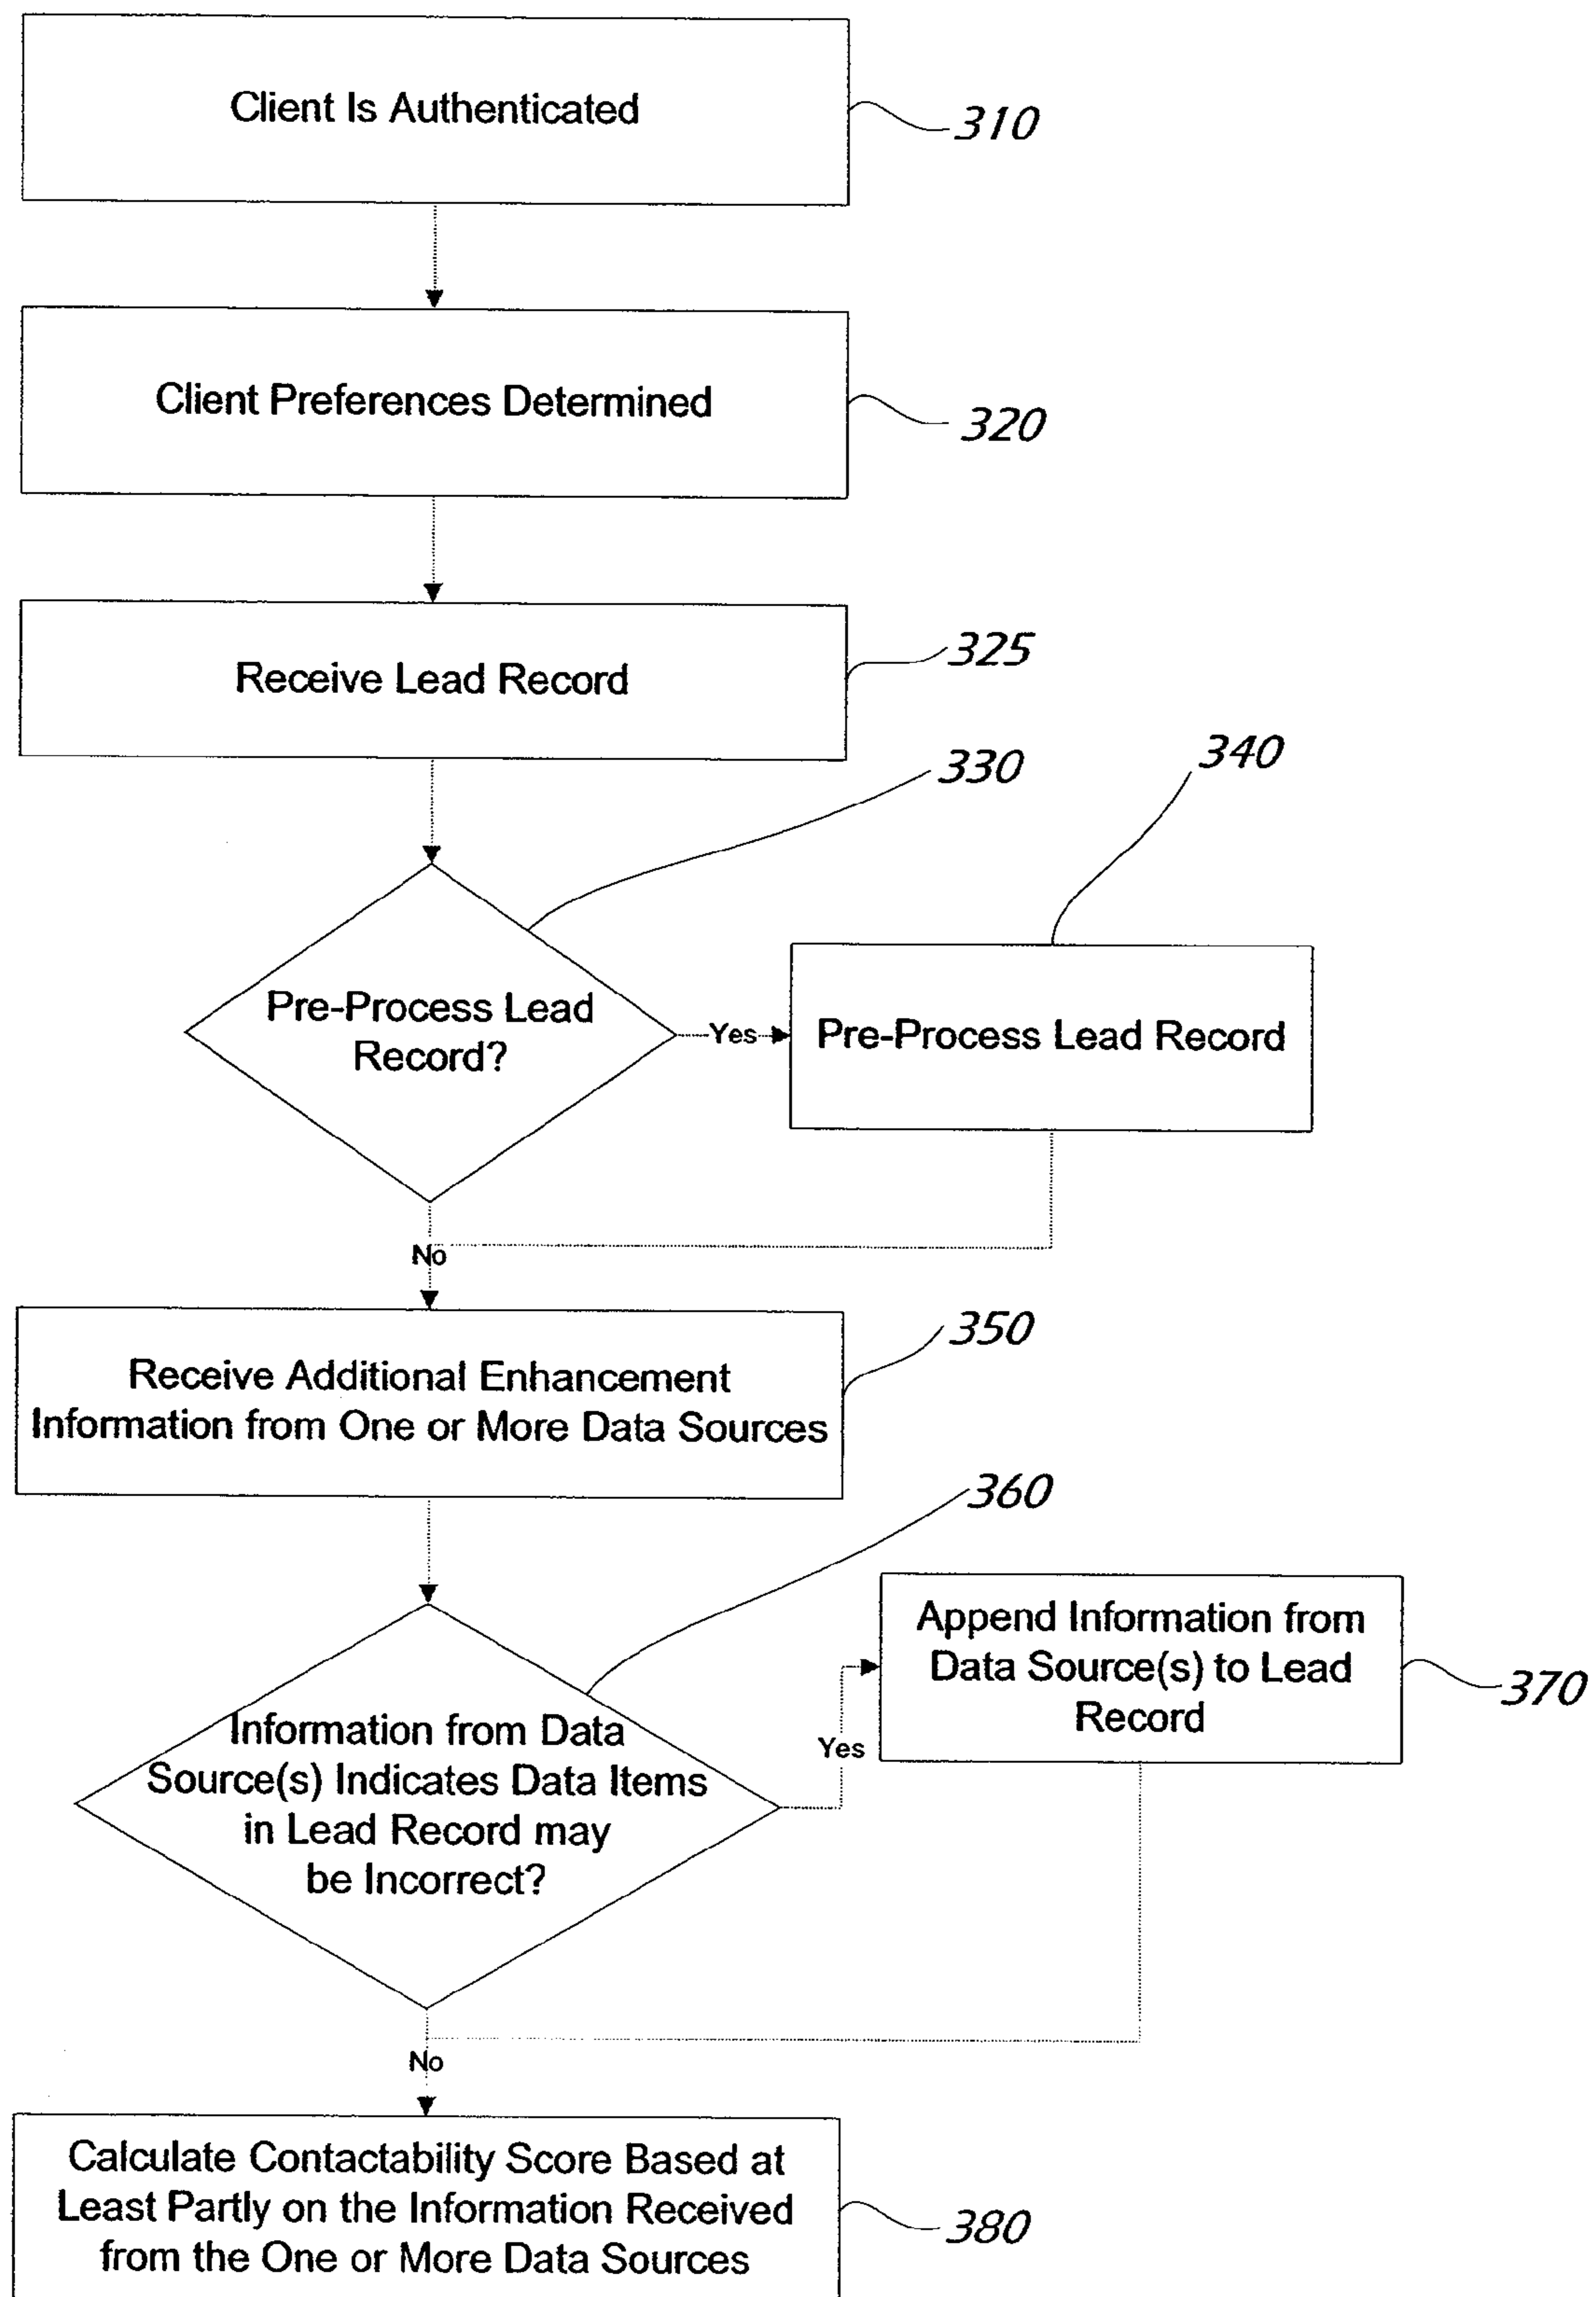 Client Is Authenticated
310
Client Preferences Determined
320
Receive Lead Record
325
330
340
Pre-Process Lead
Record?
Yes
Pre-Process Lead Record
No
350
Receive Additional Enhancement
Information from One or More Data Sources
360
Append Information from
Data Source(s) to Lead
Record
370
Information from Data
Source(s) Indicates Data Items
in Lead Record may
be Incorrect?
Yes
No
Calculate Contactability Score Based at
Least Partly on the Information Received
from the One or More Data Sources
380